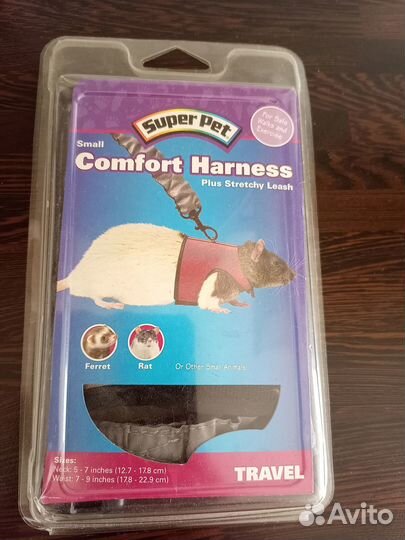 Super Pet
For Safe
Walks and
Exercise
Small
Comfort Harness
Plus Stretchy Leash
Ferret
Rat
Or Other Small Animals
Sizes:
Neck: 5 - 7 inches (12.7 - 17.8 cm)
Waist: 7 - 9 inches (17.8 - 22.9 cm)
TRAVEL
Avito